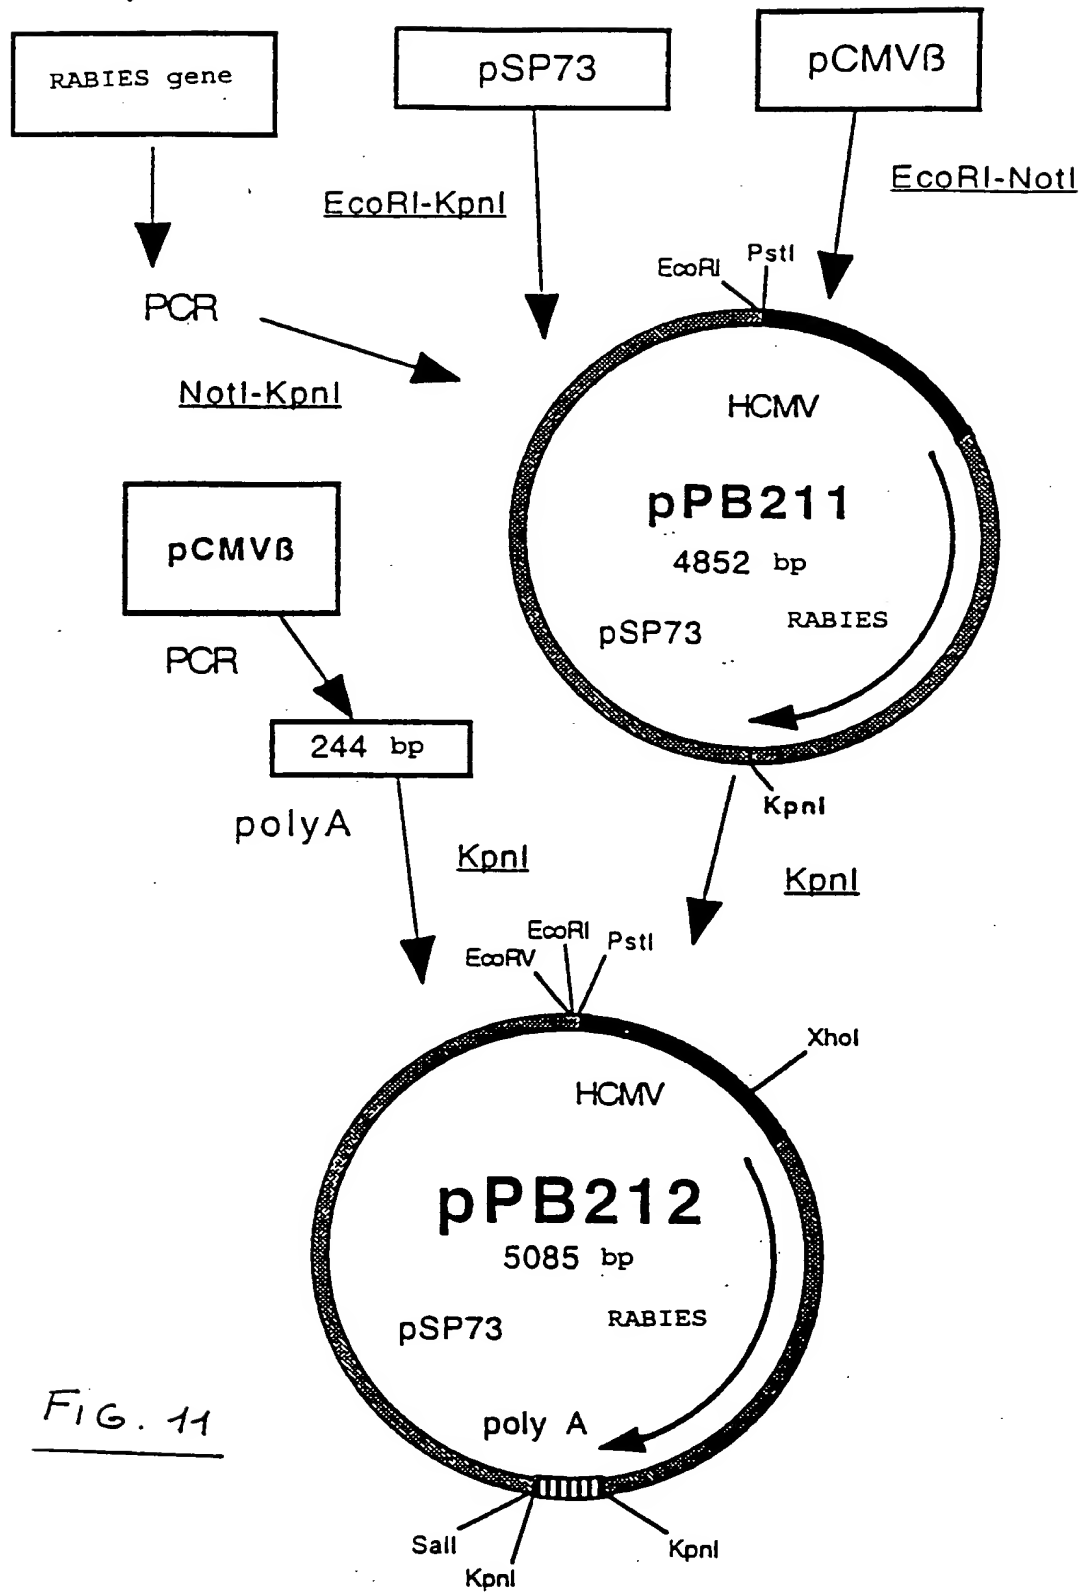 RABIES gene
pSP73
pCMVß
EcoRI-KpnI
EcoRI-NotI
PCR
NotI-KpnI
EcoRI
PstI
HCMV
pPB211
4852 bp
pSP73
RABIES
KpnI
pCMVß
PCR
244 bp
polyA
KpnI
KpnI
EcoRV
EcoRI
PstI
XhoI
HCMV
pPB212
5085 bp
pSP73
RABIES
poly A
SalI
KpnI
KpnI
FIG. 11